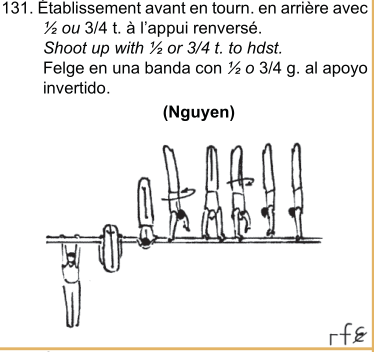 131. Établissement avant en tourn. en arrière avec
½ ou 3/4 t. à l'appui renversé.
Shoot up with ½ or 3/4 t. to hdst.
Felge en una banda con ½ o 3/4 g. al apoyo
invertido.
(Nguyen)